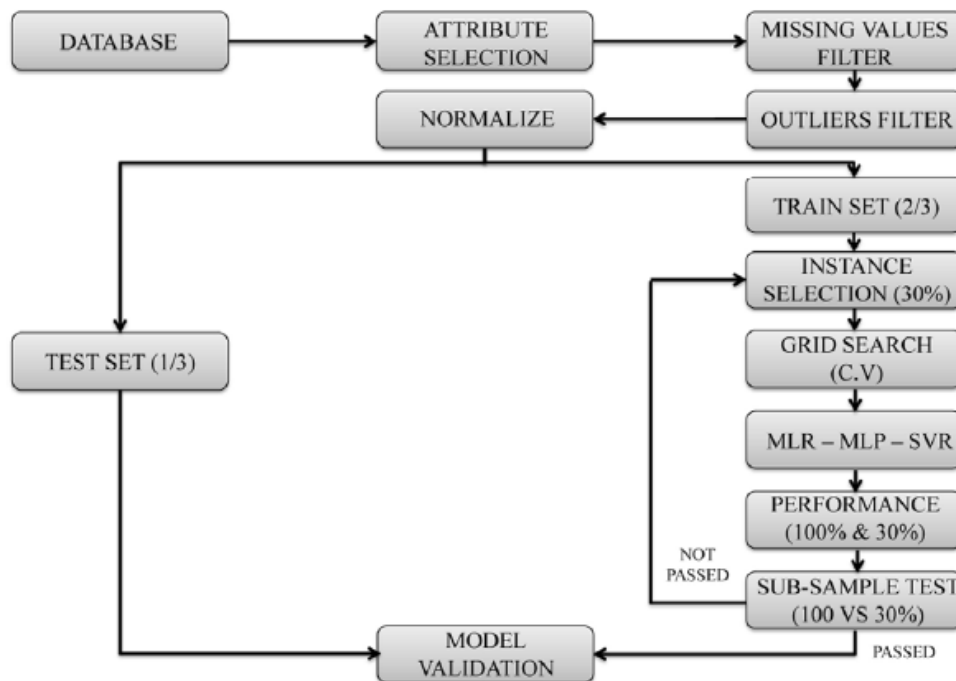 DATABASE
ATTRIBUTE
SELECTION
MISSING VALUES
FILTER
NORMALIZE
OUTLIERS FILTER
TRAIN SET (2/3)
INSTANCE
SELECTION (30%)
TEST SET (1/3)
GRID SEARCH
(C.V)
MLR – MLP – SVR
PERFORMANCE
(100% & 30%)
NOT
PASSED
SUB-SAMPLE TEST
(100 VS 30%)
MODEL
VALIDATION
PASSED